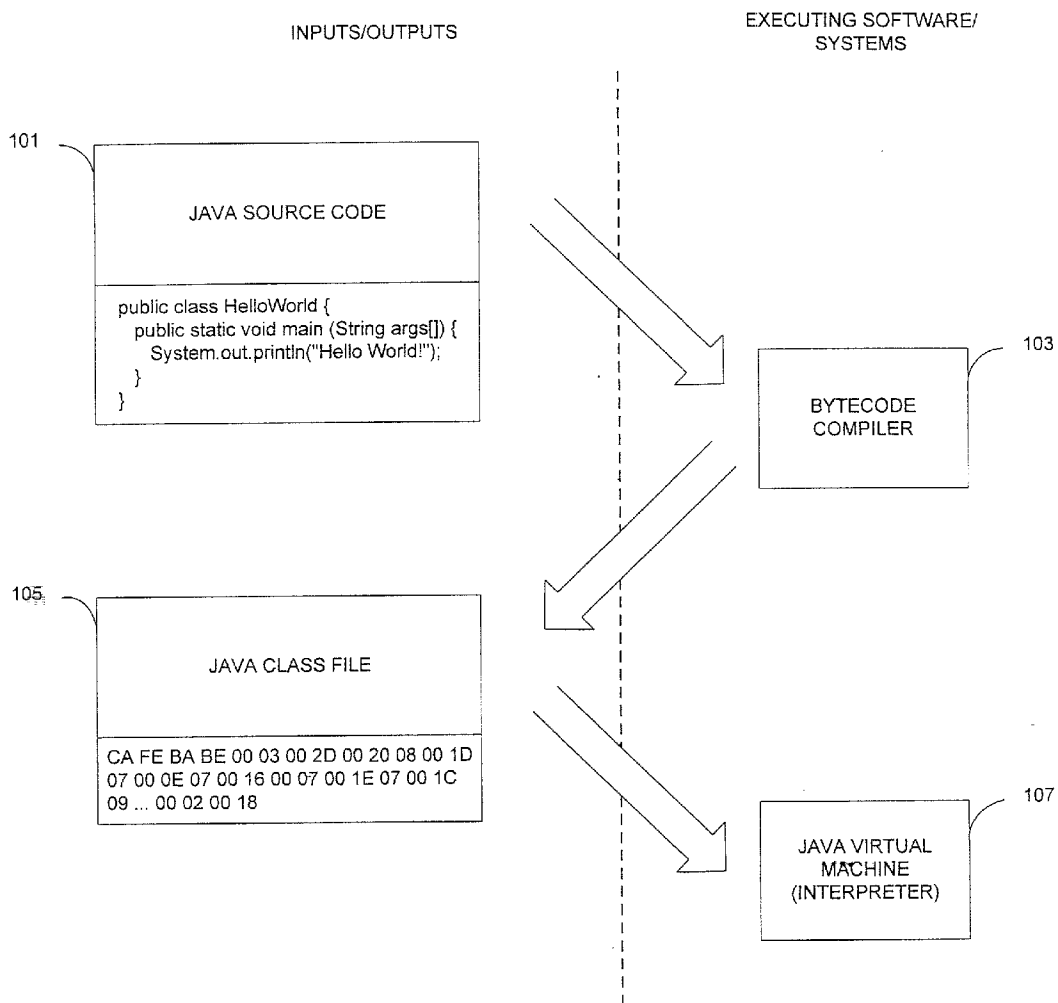 INPUTS/OUTPUTS
EXECUTING SOFTWARE/
SYSTEMS
101
JAVA SOURCE CODE
public class HelloWorld {
public static void main (String args[]) {
System.out.println("Hello World!");
}
}
103
BYTECODE
COMPILER
105
JAVA CLASS FILE
CA FE BA BE 00 03 00 2D 00 20 08 00 1D
07 00 0E 07 00 16 00 07 00 1E 07 00 1C
09 ... 00 02 00 18
107
JAVA VIRTUAL
MACHINE
(INTERPRETER)